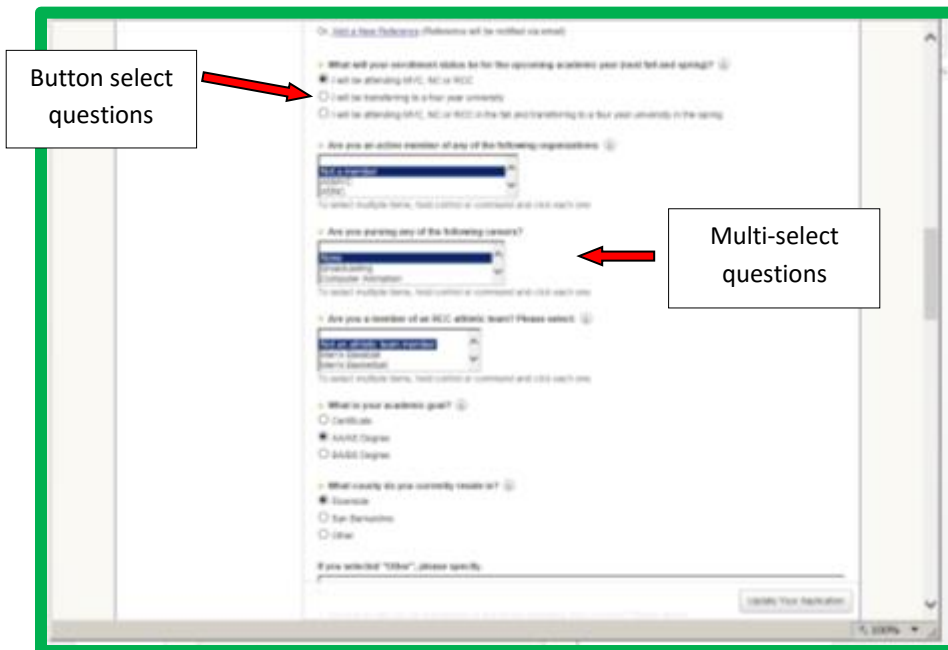 Or, Add a New Reference (Reference will be notified via email)
What will your enrollment status be for the upcoming academic year (next fall and spring)?
I will be attending MVC, NC or RCC
I will be transferring to a four year university
I will be attending MVC, NC or RCC in the fall and transferring to a four year university in the spring
Button select
questions
Are you an active member of any of the following organizations
Not a member
ASMVC
ASNC
To select multiple items, hold control or command and click each one
Are you pursing any of the following careers?
None
Broadcasting
Computer Animation
To select multiple items, hold control or command and click each one
Multi-select
questions
Are you a member of an RCC athletic team? Please select
Not an athletic team member
Men's Baseball
Men's Basketball
To select multiple items, hold control or command and click each one
What is your academic goal?
Certificate
AA/AS Degree
BA/BS Degree
What county do you currently reside in?
Riverside
San Bernardino
Other
If you selected "Other", please specify.
Update Your Application
100%